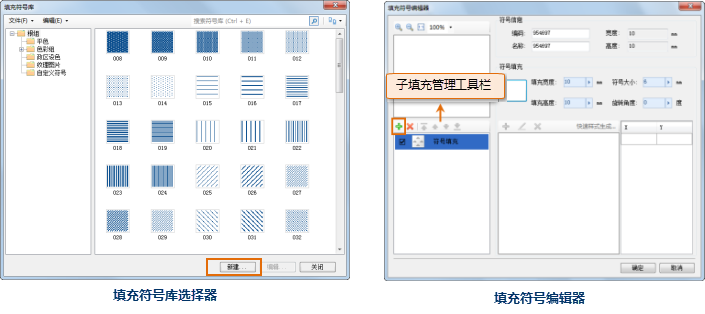 填充符号库
文件(F) 编辑(E) 搜索符号库 (Ctrl + E)
根组
平色
色彩组
政区设色
纹理图片
自定义符号
008 009 010 011 012
013 014 015 016 017
018 019 020 021 022
023 024 025 026 027
028 029 030 031 032
新建... 编辑... 关闭
填充符号库选择器
填充符号编辑器
100%
符号信息
编码: 954697 宽度: 10 mm
名称: 954697 高度: 10 mm
符号填充
填充宽度: 10 mm 符号大小: 5 mm
填充高度: 10 mm 旋转角度: 0 度
子填充管理工具栏
快速样式生成... X Y
符号填充
确定 取消
填充符号编辑器